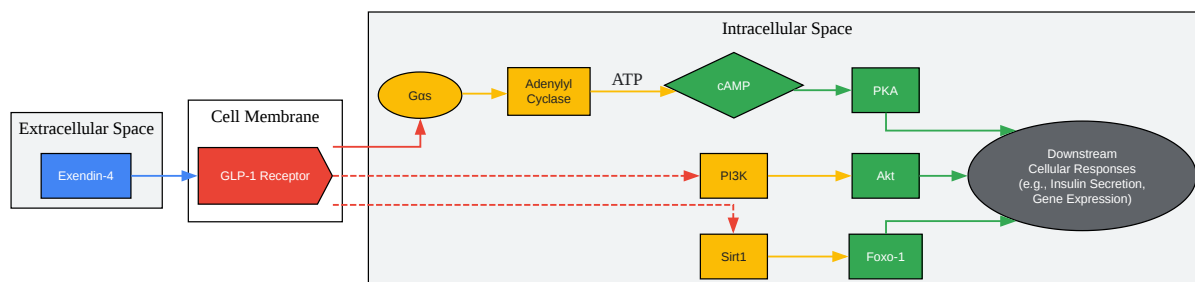 Intracellular Space
Gαs
Adenylyl
Cyclase
ATP
cAMP
PKA
Extracellular Space
Exendin-4
Cell Membrane
GLP-1 Receptor
PI3K
Akt
Downstream
Cellular Responses
(e.g., Insulin Secretion,
Gene Expression)
Sirt1
Foxo-1